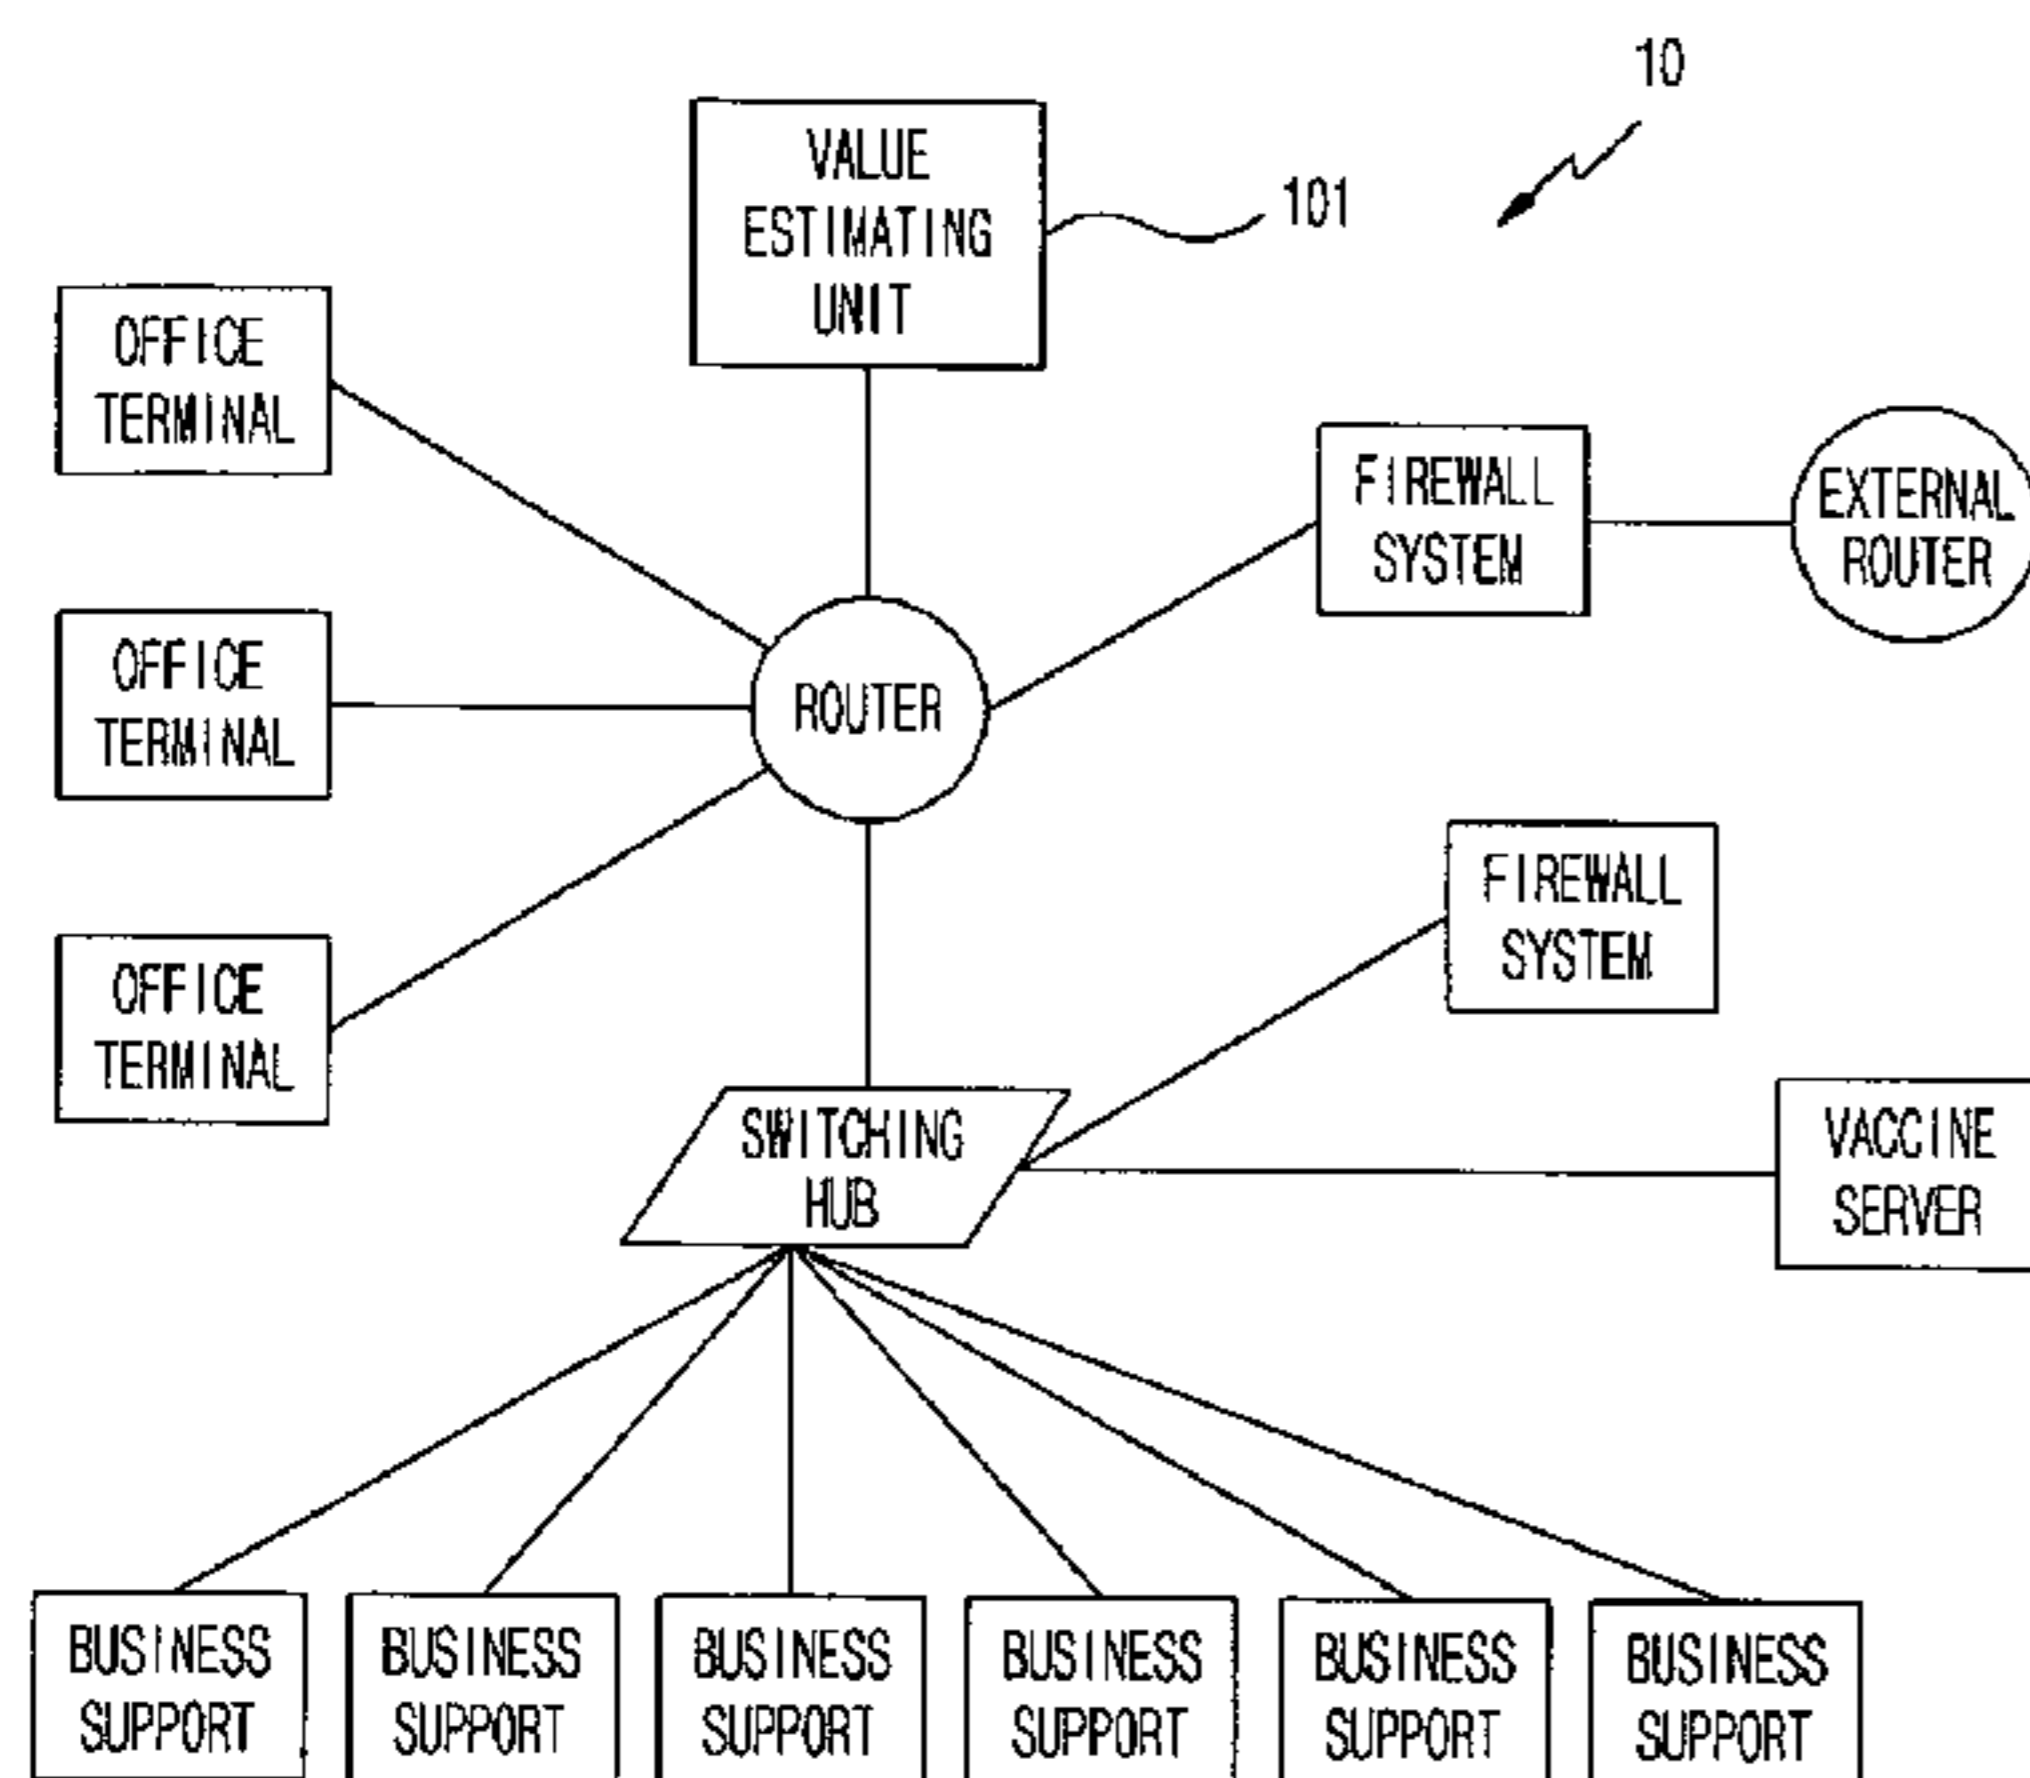 10
VALUE
ESTIMATING
UNIT
101
OFFICE
TERMINAL
FIREWALL
SYSTEM
EXTERNAL
ROUTER
OFFICE
TERMINAL
ROUTER
FIREWALL
SYSTEM
OFFICE
TERMINAL
SWITCHING
HUB
VACCINE
SERVER
BUSINESS
SUPPORT
BUSINESS
SUPPORT
BUSINESS
SUPPORT
BUSINESS
SUPPORT
BUSINESS
SUPPORT
BUSINESS
SUPPORT